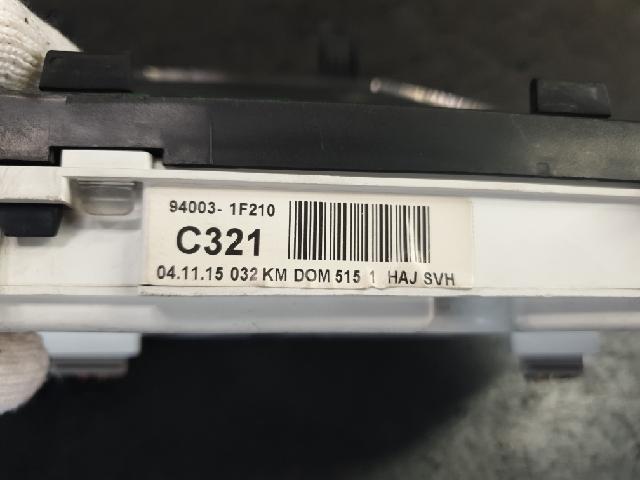 94003- 1F210
C321
04.11.15 032 KM DOM 515 1 HAJ SVH